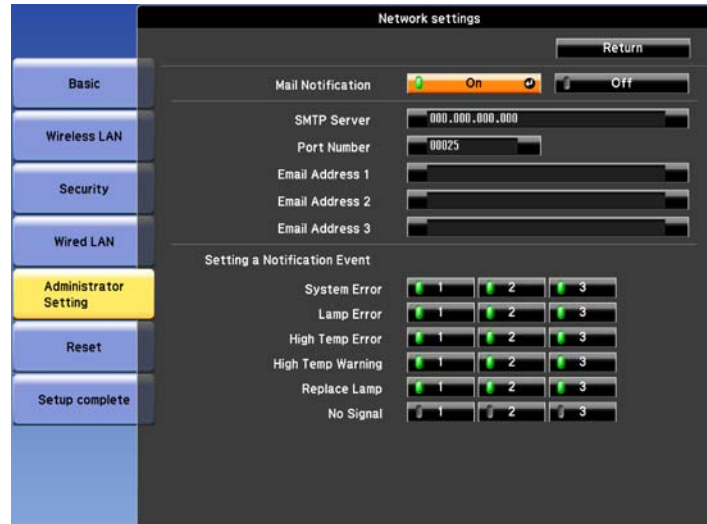 Network settings
Return
Basic
Wireless LAN
Security
Wired LAN
Administrator
Setting
Reset
Setup complete
Mail Notification On Off
SMTP Server 000.000.000.000
Port Number 00025
Email Address 1
Email Address 2
Email Address 3
Setting a Notification Event
System Error 1 2 3
Lamp Error 1 2 3
High Temp Error 1 2 3
High Temp Warning 1 2 3
Replace Lamp 1 2 3
No Signal 1 2 3